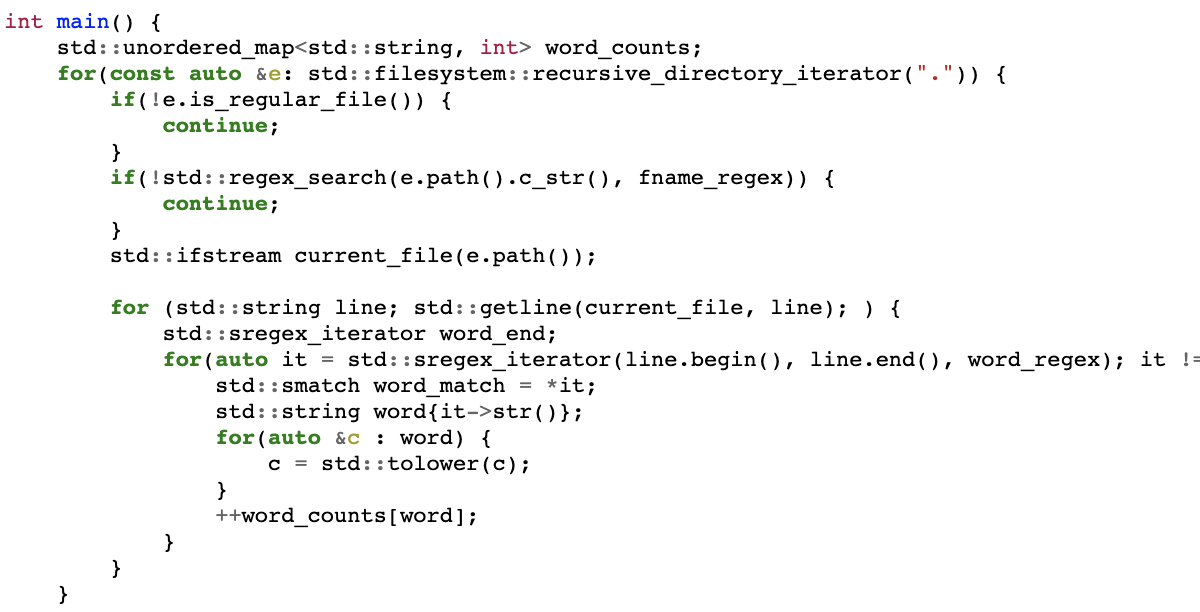 int main() {
    std::unordered_map<std::string, int> word_counts;
    for(const auto &e: std::filesystem::recursive_directory_iterator(".")) {
        if(!e.is_regular_file()) {
            continue;
        }
        if(!std::regex_search(e.path().c_str(), fname_regex)) {
            continue;
        }
        std::ifstream current_file(e.path());

        for (std::string line; std::getline(current_file, line); ) {
            std::sregex_iterator word_end;
            for(auto it = std::sregex_iterator(line.begin(), line.end(), word_regex); it !=
                std::smatch word_match = *it;
                std::string word{it->str()};
                for(auto &c : word) {
                    c = std::tolower(c);
                }
                ++word_counts[word];
            }
        }
    }